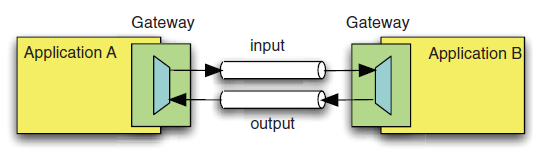 Gateway
Gateway
Application A
input
Application B
output